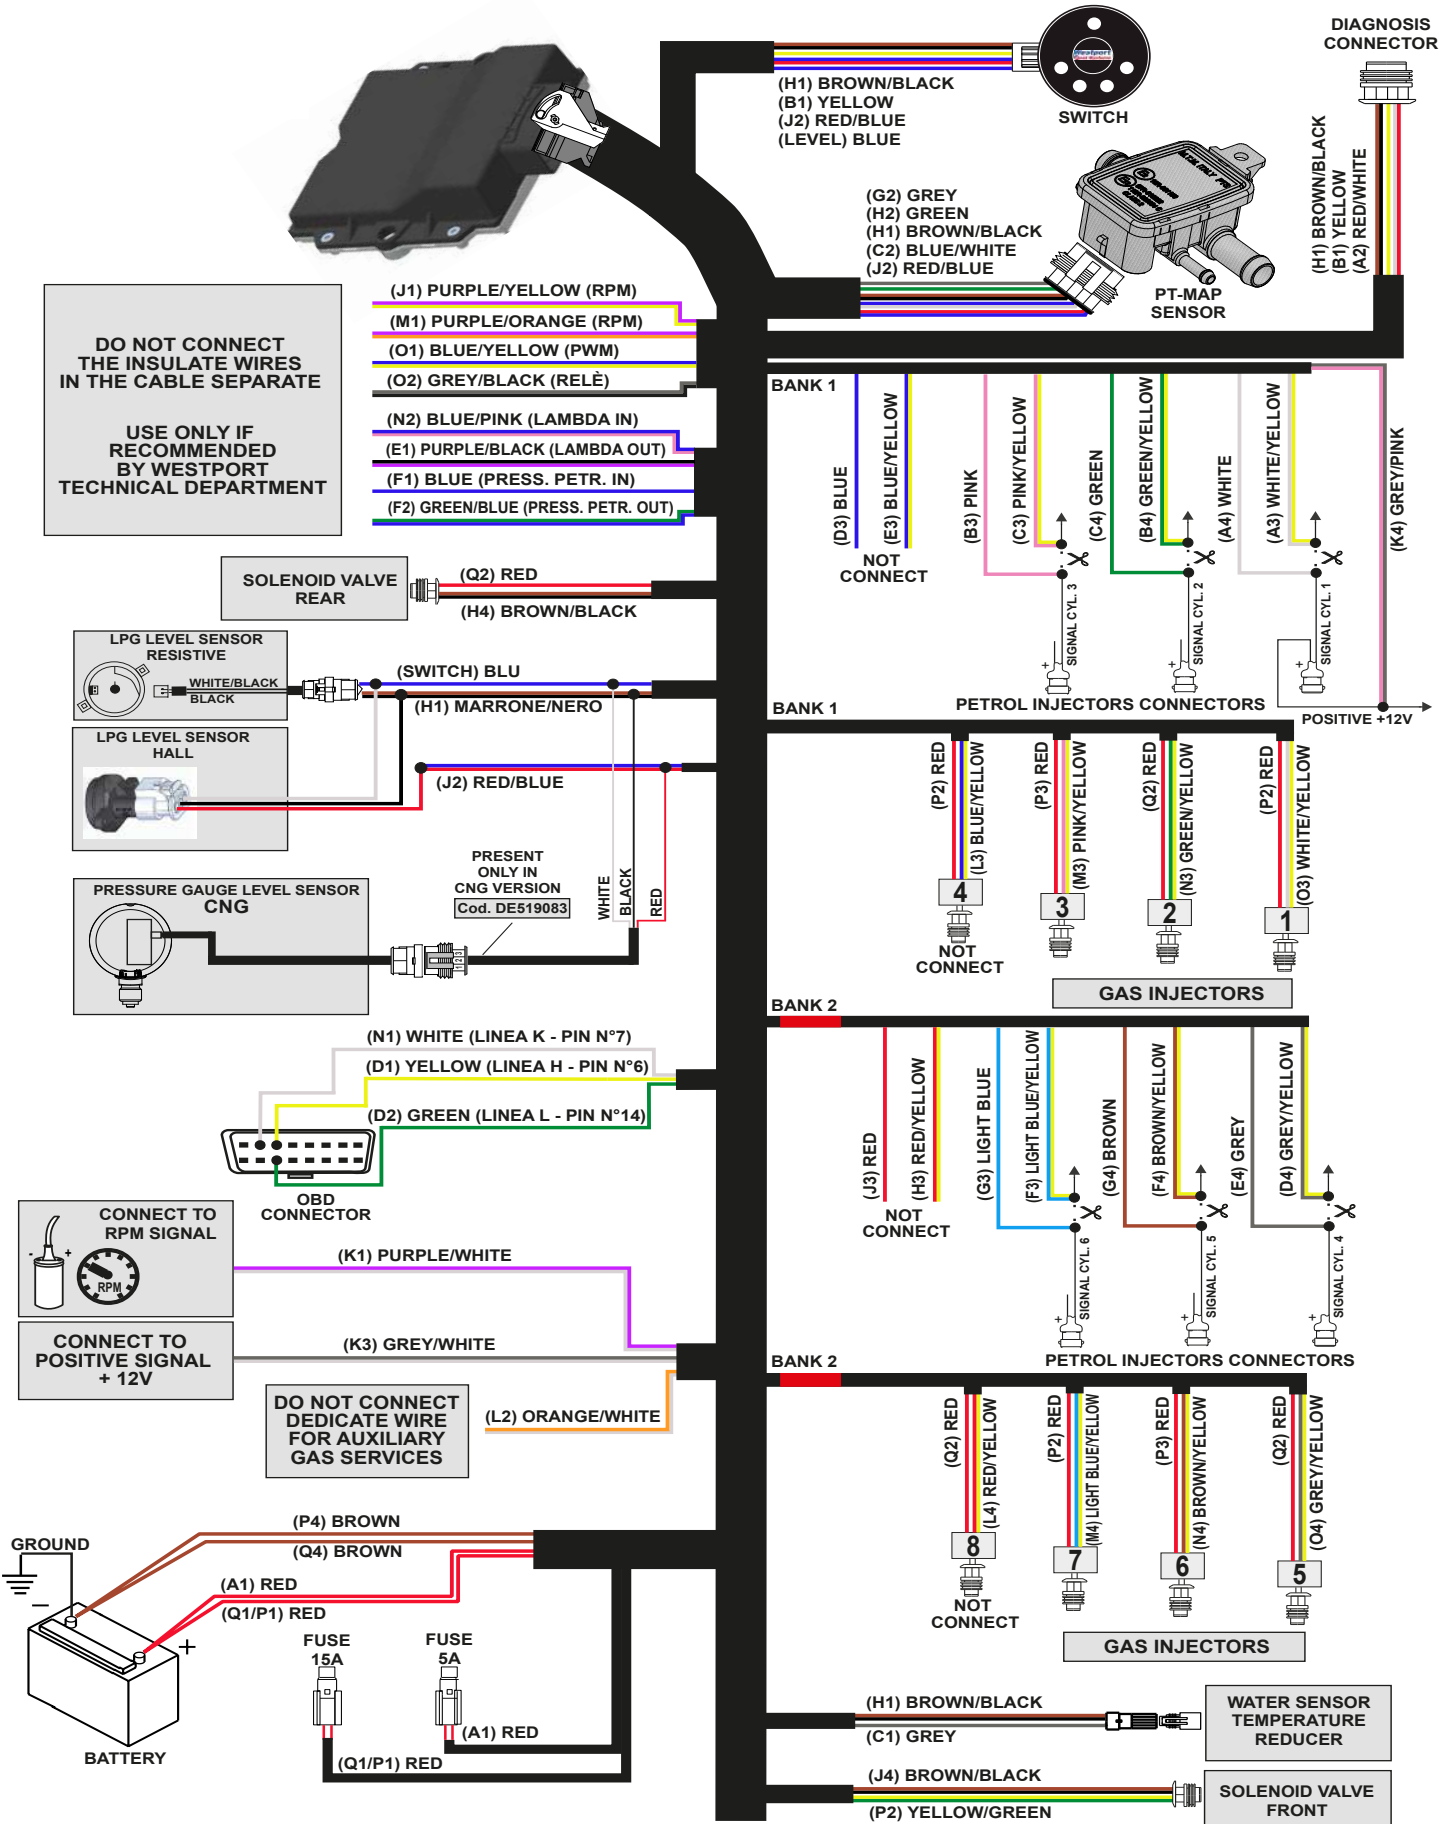 (H1) BROWN/BLACK
(B1) YELLOW
(J2) RED/BLUE
(LEVEL) BLUE
Westport
SWITCH
DIAGNOSIS
CONNECTOR
(H1) BROWN/BLACK
(B1) YELLOW
(A2) RED/WHITE
(G2) GREY
(H2) GREEN
(H1) BROWN/BLACK
(C2) BLUE/WHITE
(J2) RED/BLUE
PT-MAP
SENSOR
DO NOT CONNECT
THE INSULATE WIRES
IN THE CABLE SEPARATE
USE ONLY IF
RECOMMENDED
BY WESTPORT
TECHNICAL DEPARTMENT
(J1) PURPLE/YELLOW (RPM)
(M1) PURPLE/ORANGE (RPM)
(O1) BLUE/YELLOW (PWM)
(O2) GREY/BLACK (RELÈ)
(N2) BLUE/PINK (LAMBDA IN)
(E1) PURPLE/BLACK (LAMBDA OUT)
(F1) BLUE (PRESS. PETR. IN)
(F2) GREEN/BLUE (PRESS. PETR. OUT)
BANK 1
(D3) BLUE
(E3) BLUE/YELLOW
NOT
CONNECT
(B3) PINK
(C3) PINK/YELLOW
(C4) GREEN
(B4) GREEN/YELLOW
(A4) WHITE
(A3) WHITE/YELLOW
(K4) GREY/PINK
+
SIGNAL CYL. 3
+
SIGNAL CYL. 2
+
SIGNAL CYL. 1
PETROL INJECTORS CONNECTORS
POSITIVE +12V
SOLENOID VALVE
REAR
(Q2) RED
(H4) BROWN/BLACK
LPG LEVEL SENSOR
RESISTIVE
WHITE/BLACK
BLACK
(SWITCH) BLU
(H1) MARRONE/NERO
LPG LEVEL SENSOR
HALL
(J2) RED/BLUE
BANK 1
(P2) RED
(L3) BLUE/YELLOW
(P3) RED
(M3) PINK/YELLOW
(Q2) RED
(N3) GREEN/YELLOW
(P2) RED
(O3) WHITE/YELLOW
4
3
2
1
NOT
CONNECT
GAS INJECTORS
PRESSURE GAUGE LEVEL SENSOR
CNG
PRESENT
ONLY IN
CNG VERSION
Cod. DE519083
1 2 3
WHITE
BLACK
RED
BANK 2
(J3) RED
(H3) RED/YELLOW
NOT
CONNECT
(G3) LIGHT BLUE
(F3) LIGHT BLUE/YELLOW
(G4) BROWN
(F4) BROWN/YELLOW
(E4) GREY
(D4) GREY/YELLOW
+
SIGNAL CYL. 6
+
SIGNAL CYL. 5
+
SIGNAL CYL. 4
PETROL INJECTORS CONNECTORS
(N1) WHITE (LINEA K - PIN N°7)
(D1) YELLOW (LINEA H - PIN N°6)
(D2) GREEN (LINEA L - PIN N°14)
OBD
CONNECTOR
CONNECT TO
RPM SIGNAL
- +
RPM
(K1) PURPLE/WHITE
CONNECT TO
POSITIVE SIGNAL
+ 12V
(K3) GREY/WHITE
DO NOT CONNECT
DEDICATE WIRE
FOR AUXILIARY
GAS SERVICES
(L2) ORANGE/WHITE
BANK 2
(Q2) RED
(L4) RED/YELLOW
(P2) RED
(M4) LIGHT BLUE/YELLOW
(P3) RED
(N4) BROWN/YELLOW
(Q2) RED
(O4) GREY/YELLOW
8
7
6
5
NOT
CONNECT
GAS INJECTORS
GROUND
(P4) BROWN
(Q4) BROWN
(A1) RED
(Q1/P1) RED
–
+
BATTERY
FUSE
15A
FUSE
5A
(A1) RED
(Q1/P1) RED
(H1) BROWN/BLACK
(C1) GREY
WATER SENSOR
TEMPERATURE
REDUCER
(J4) BROWN/BLACK
(P2) YELLOW/GREEN
SOLENOID VALVE
FRONT